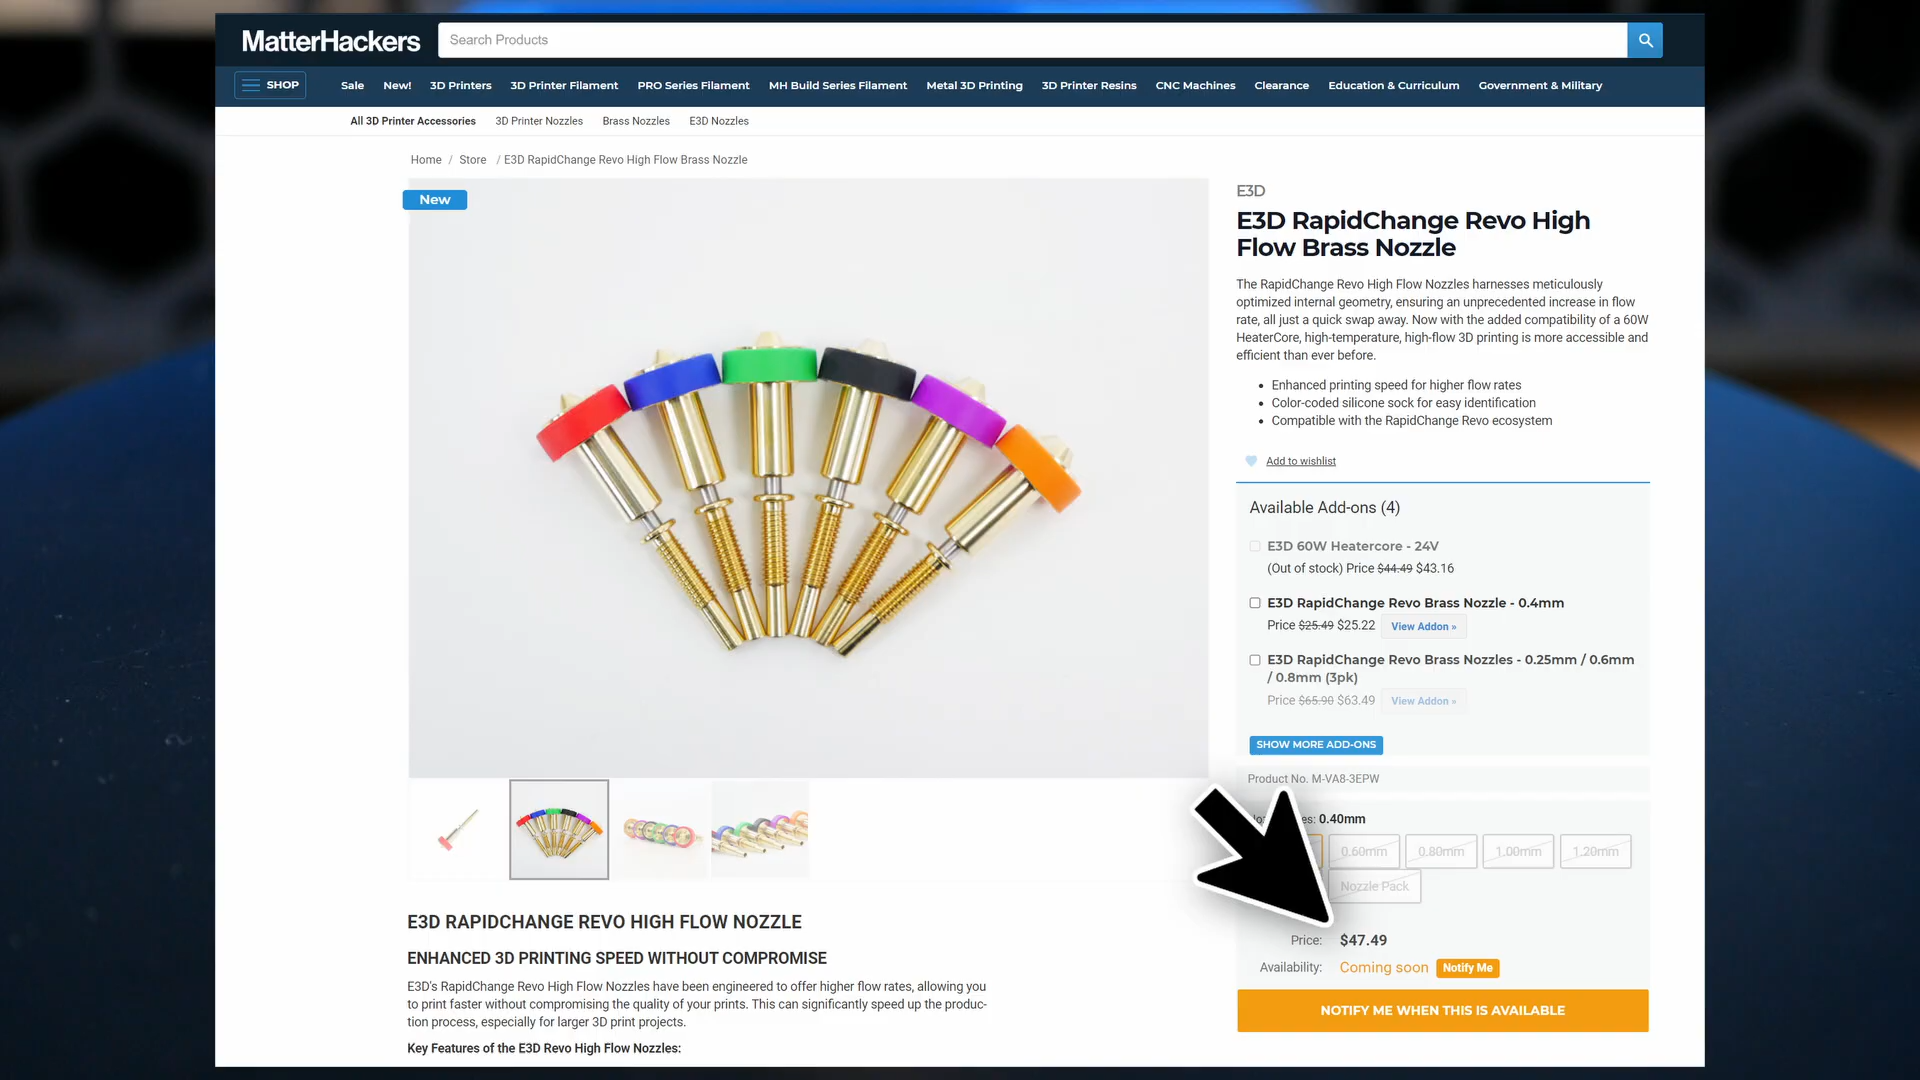 MatterHackers
Search Products
SHOP
Sale
New!
3D Printers
3D Printer Filament
PRO Series Filament
MH Build Series Filament
Metal 3D Printing
3D Printer Resins
CNC Machines
Clearance
Education & Curriculum
Government & Military
All 3D Printer Accessories
3D Printer Nozzles
Brass Nozzles
E3D Nozzles
Home / Store / E3D RapidChange Revo High Flow Brass Nozzle
New
E3D
E3D RapidChange Revo High
Flow Brass Nozzle
The RapidChange Revo High Flow Nozzles harnesses meticulously
optimized internal geometry, ensuring an unprecedented increase in flow
rate, all just a quick swap away. Now with the added compatibility of a 60W
HeaterCore, high-temperature, high-flow 3D printing is more accessible and
efficient than ever before.
• Enhanced printing speed for higher flow rates
• Color-coded silicone sock for easy identification
• Compatible with the RapidChange Revo ecosystem
Add to wishlist
Available Add-ons (4)
E3D 60W Heatercore - 24V
(Out of stock) Price $44.49 $43.16
E3D RapidChange Revo Brass Nozzle - 0.4mm
Price $25.49 $25.22 View Addon »
E3D RapidChange Revo Brass Nozzles - 0.25mm / 0.6mm
/ 0.8mm (3pk)
Price $65.90 $63.49 View Addon »
SHOW MORE ADD-ONS
Product No. M-VA8-3EPW
0.40mm
0.60mm
0.80mm
1.00mm
1.20mm
Nozzle Pack
Price: $47.49
Availability: Coming soon Notify Me
NOTIFY ME WHEN THIS IS AVAILABLE
E3D RAPIDCHANGE REVO HIGH FLOW NOZZLE
ENHANCED 3D PRINTING SPEED WITHOUT COMPROMISE
E3D's RapidChange Revo High Flow Nozzles have been engineered to offer higher flow rates, allowing you
to print faster without compromising the quality of your prints. This can significantly speed up the produc-
tion process, especially for larger 3D print projects.
Key Features of the E3D Revo High Flow Nozzles: